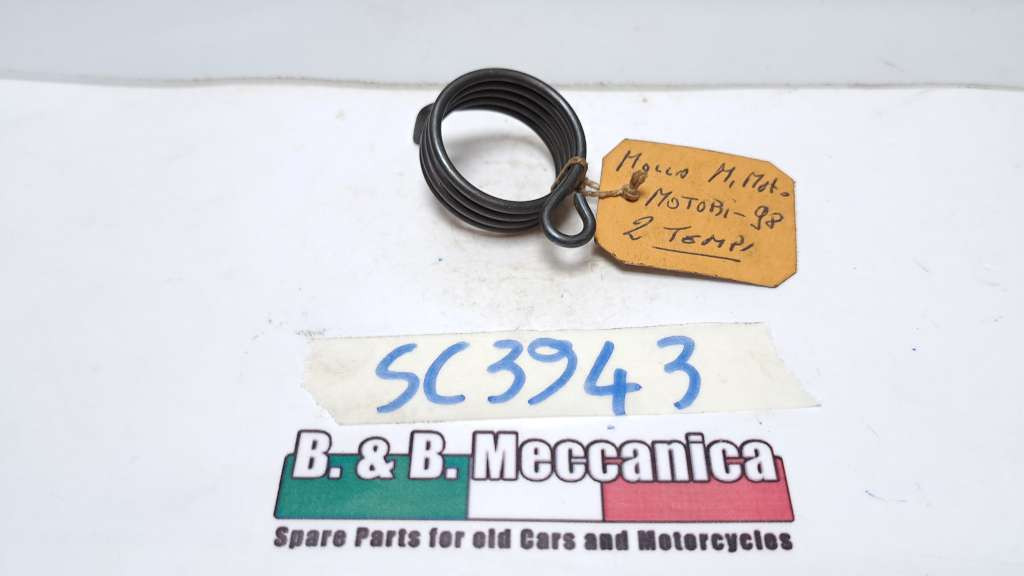 Molla M. Moto
MOTOBI - 98
2 TEMPI
SC3943
B. & B. Meccanica
Spare Parts for old Cars and Motorcycles